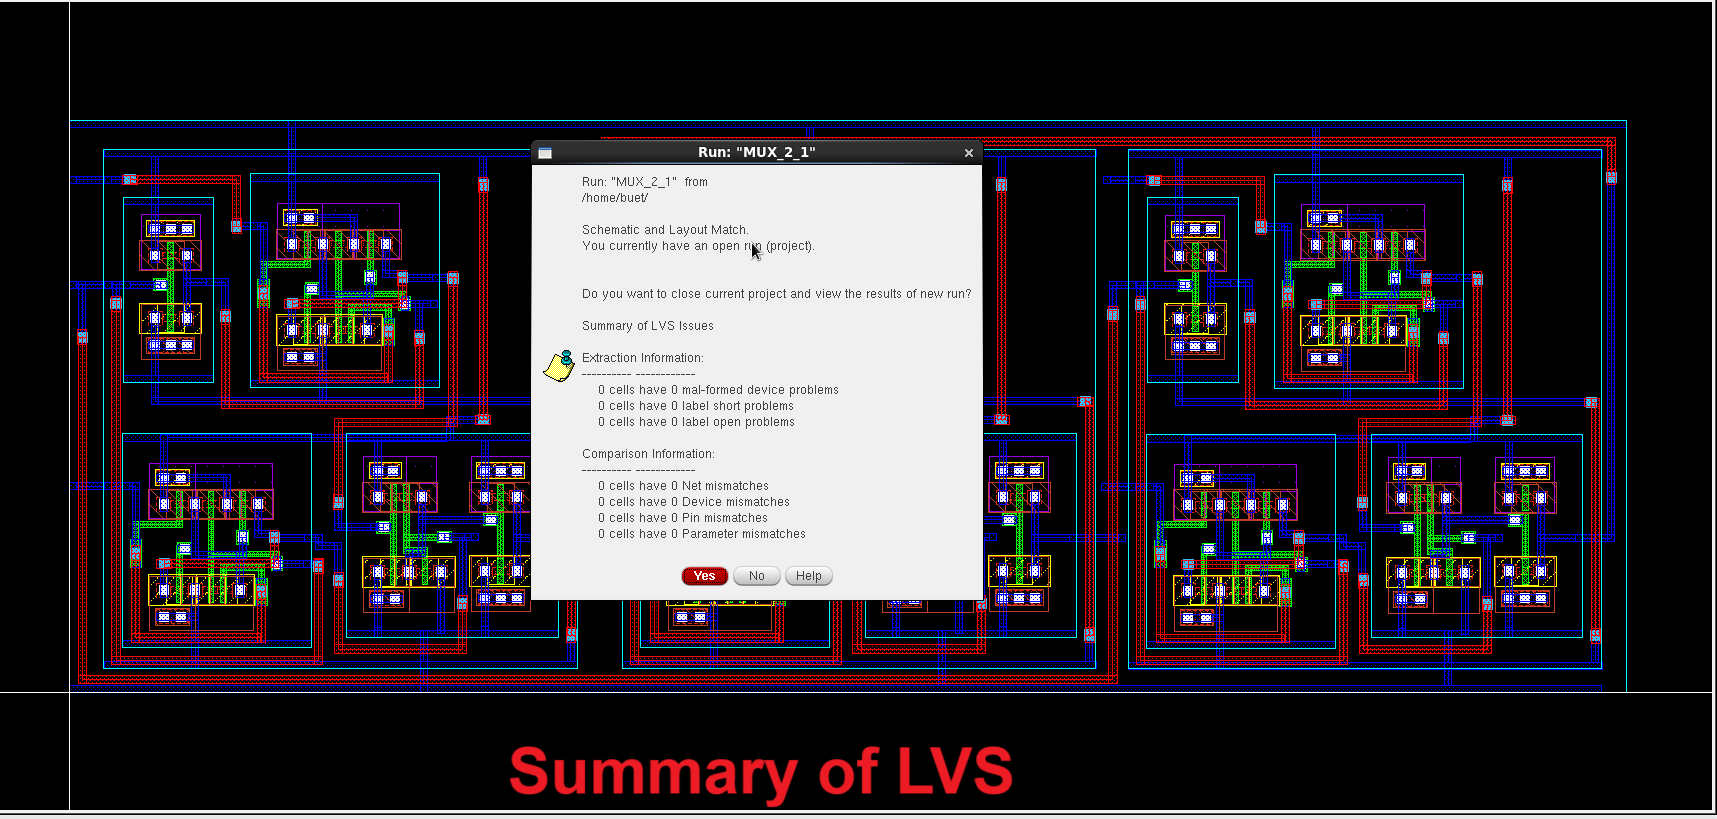 Run: "MUX_2_1"
Run: "MUX_2_1" from
/home/buet/
Schematic and Layout Match.
You currently have an open run (project).
Do you want to close current project and view the results of new run?
Summary of LVS Issues
Extraction Information:
---------- ------------
0 cells have 0 mal-formed device problems
0 cells have 0 label short problems
0 cells have 0 label open problems
Comparison Information:
---------- ------------
0 cells have 0 Net mismatches
0 cells have 0 Device mismatches
0 cells have 0 Pin mismatches
0 cells have 0 Parameter mismatches
Yes No Help
Summary of LVS